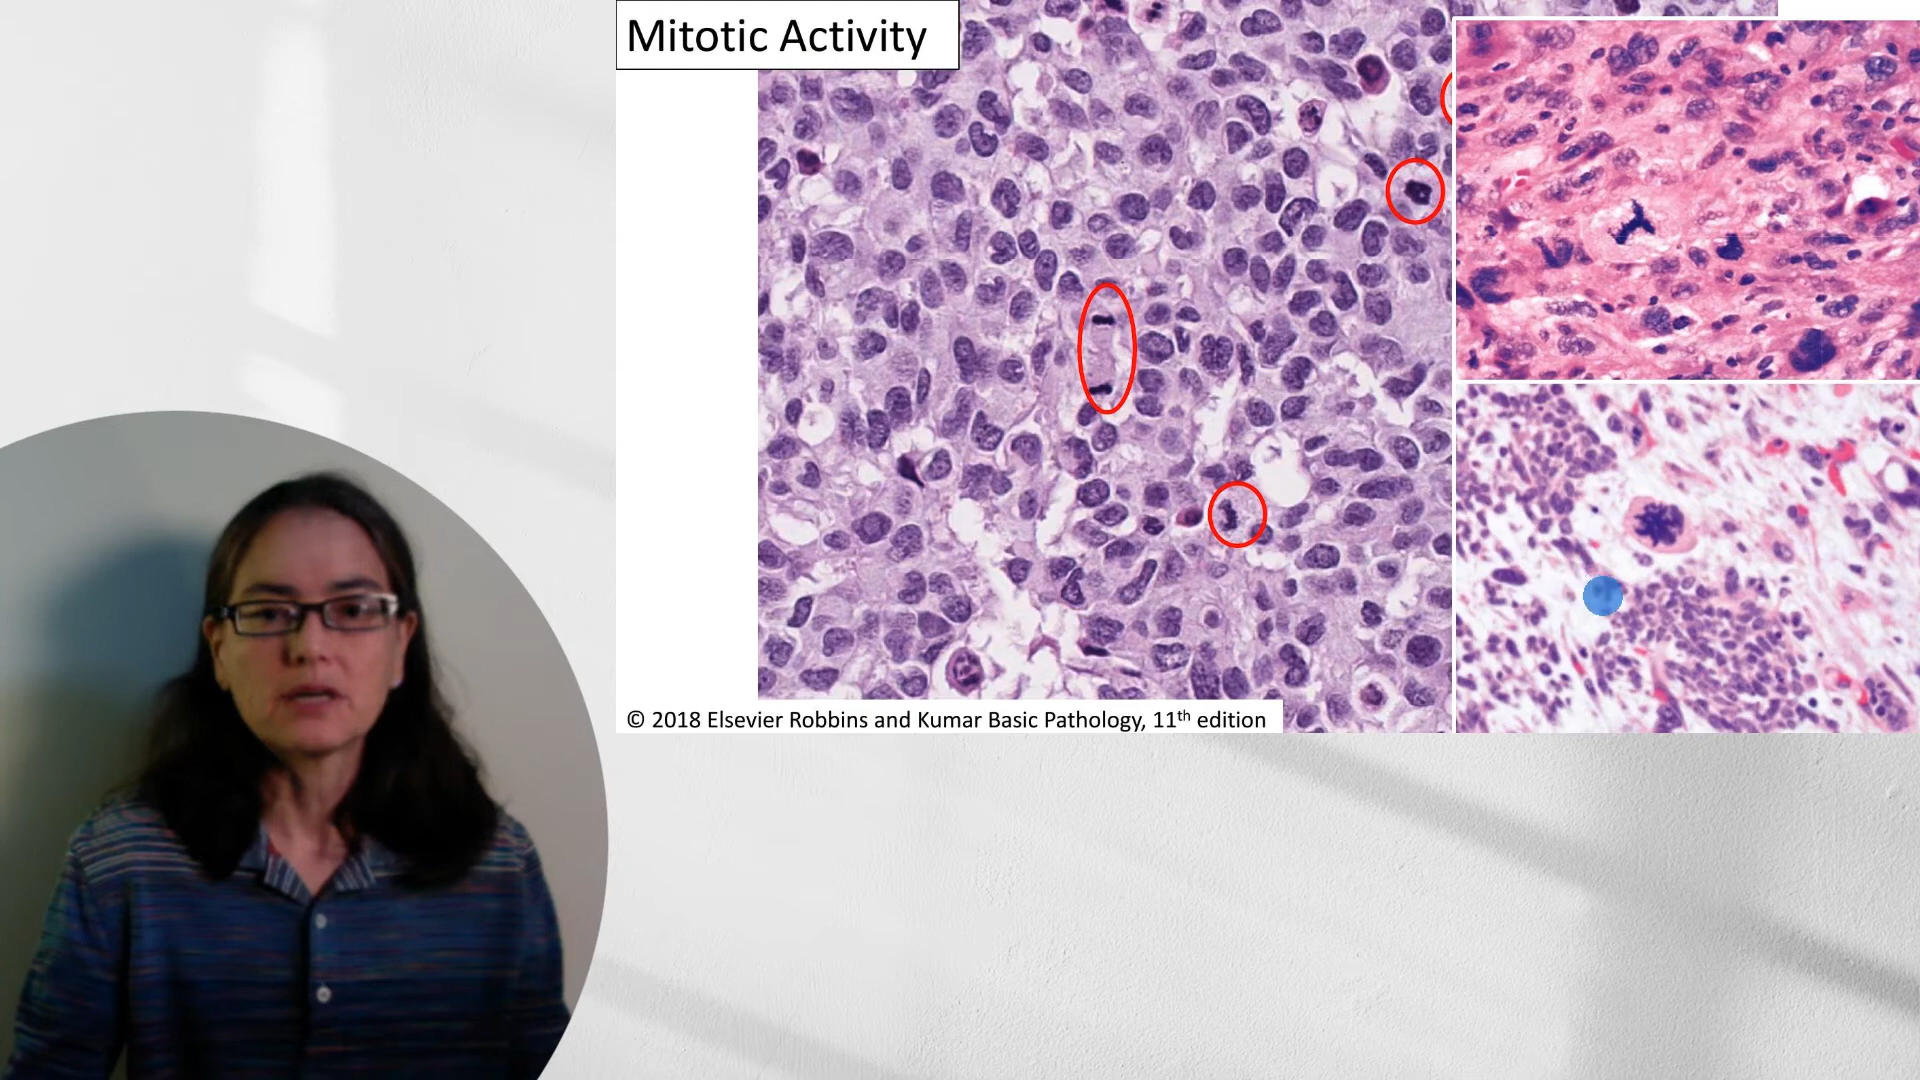 Mitotic Activity
© 2018 Elsevier Robbins and Kumar Basic Pathology, 11th edition